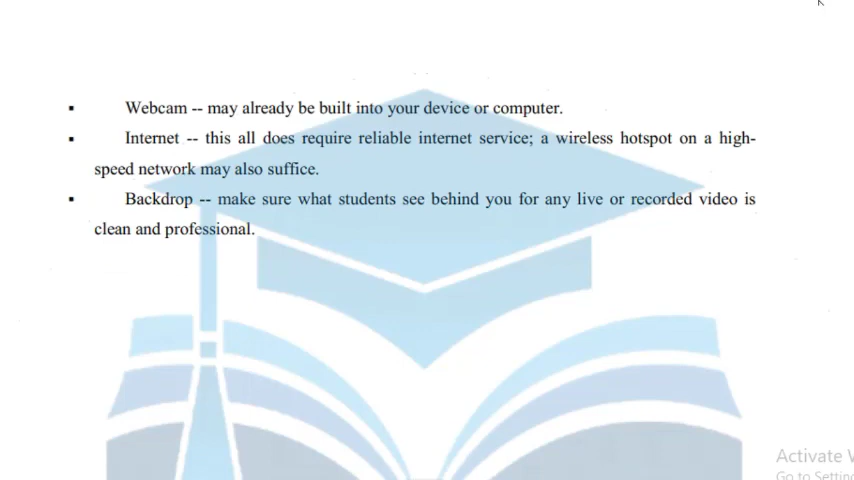 ▪ Webcam -- may already be built into your device or computer.
▪ Internet -- this all does require reliable internet service; a wireless hotspot on a high-
speed network may also suffice.
▪ Backdrop -- make sure what students see behind you for any live or recorded video is
clean and professional.
Activate
Go to